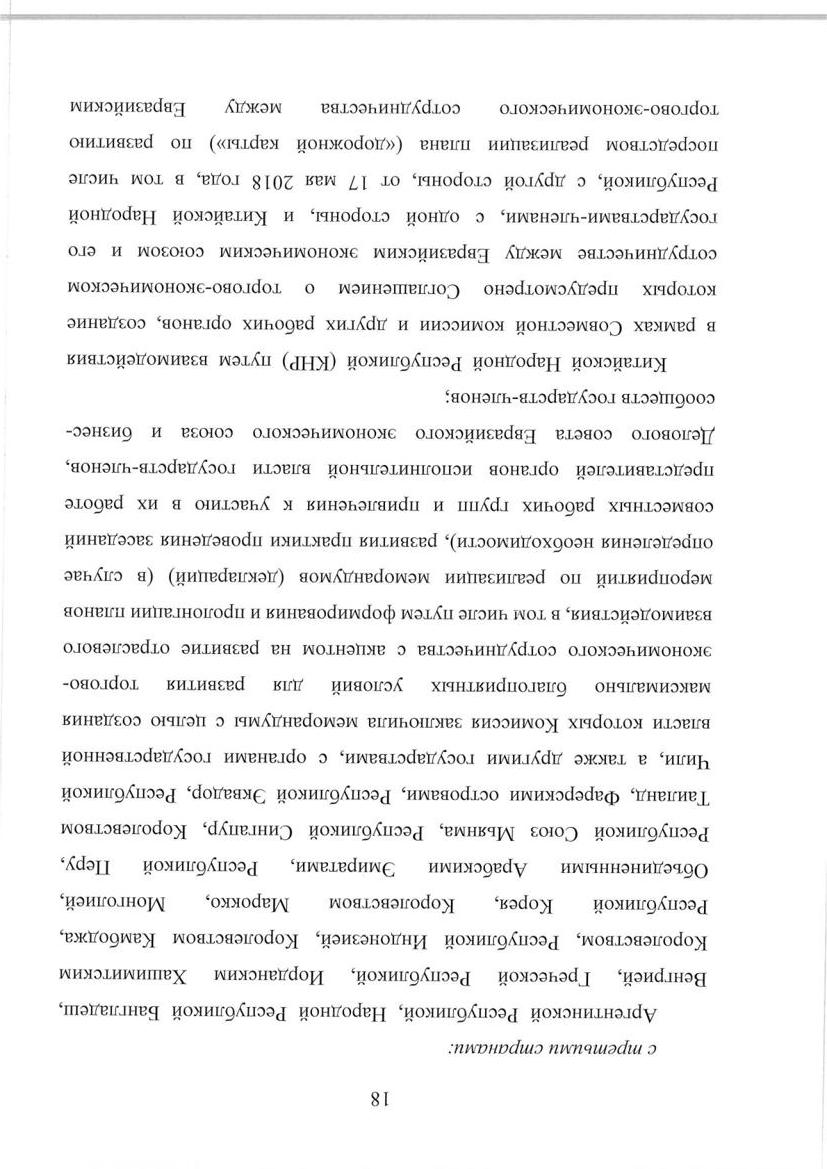 18
с третьими странами:
Аргентинской Республикой, Народной Республикой Бангладеш,
Венгрией, Греческой Республикой, Иорданским Хашимитским
Королевством, Республикой Индонезией, Королевством Камбоджа,
Республикой Корея, Королевством Марокко, Монголией,
Объединенными Арабскими Эмиратами, Республикой Перу,
Республикой Союз Мьянма, Республикой Сингапур, Королевством
Таиланд, Фарерскими островами, Республикой Эквадор, Республикой
Чили, а также другими государствами, с органами государственной
власти которых Комиссия заключила меморандумы с целью создания
максимально благоприятных условий для развития торгово-
экономического сотрудничества с акцентом на развитие отраслевого
взаимодействия, в том числе путем формирования и пролонгации планов
мероприятий по реализации меморандумов (деклараций) (в случае
определения необходимости), развития практики проведения заседаний
совместных рабочих групп и привлечения к участию в их работе
представителей органов исполнительной власти государств-членов,
Делового совета Евразийского экономического союза и бизнес-
сообществ государств-членов;
Китайской Народной Республикой (КНР) путем взаимодействия
в рамках Совместной комиссии и других рабочих органов, создание
которых предусмотрено Соглашением о торгово-экономическом
сотрудничестве между Евразийским экономическим союзом и его
государствами-членами, с одной стороны, и Китайской Народной
Республикой, с другой стороны, от 17 мая 2018 года, в том числе
посредством реализации плана («дорожной карты») по развитию
торгово-экономического сотрудничества между Евразийским